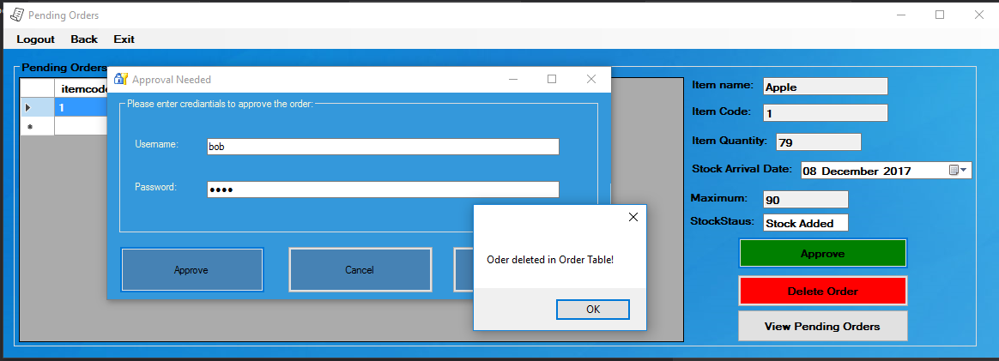 Pending Orders
Logout Back Exit
Pending Orders
itemcode
1
*
Approval Needed
Please enter crediantials to approve the order:
Username: bob
Password: ••••
Approve Cancel
Oder deleted in Order Table!
OK
Item name: Apple
Item Code: 1
Item Quantity: 79
Stock Arrival Date: 08 December 2017
Maximum: 90
StockStaus: Stock Added
Approve
Delete Order
View Pending Orders